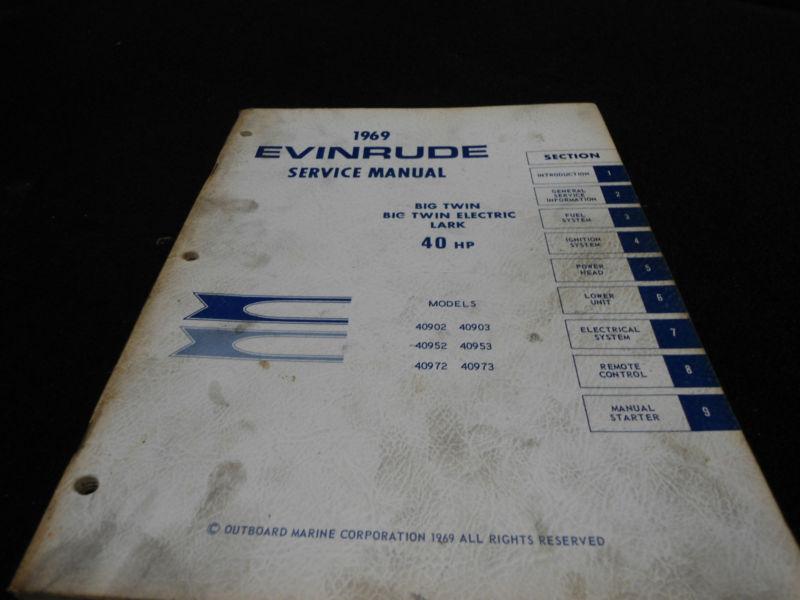 1969
EVINRUDE
SERVICE MANUAL
BIG TWIN
BIG TWIN ELECTRIC
LARK
40 HP
MODELS
40902 40903
40952 40953
40972 40973
SECTION
INTRODUCTION 1
GENERAL
SERVICE 2
INFORMATION
FUEL 3
SYSTEM
IGNITION 4
SYSTEM
POWER 5
HEAD
LOWER 6
UNIT
ELECTRICAL 7
SYSTEM
REMOTE 8
CONTROL
MANUAL 9
STARTER
© OUTBOARD MARINE CORPORATION 1969 ALL RIGHTS RESERVED